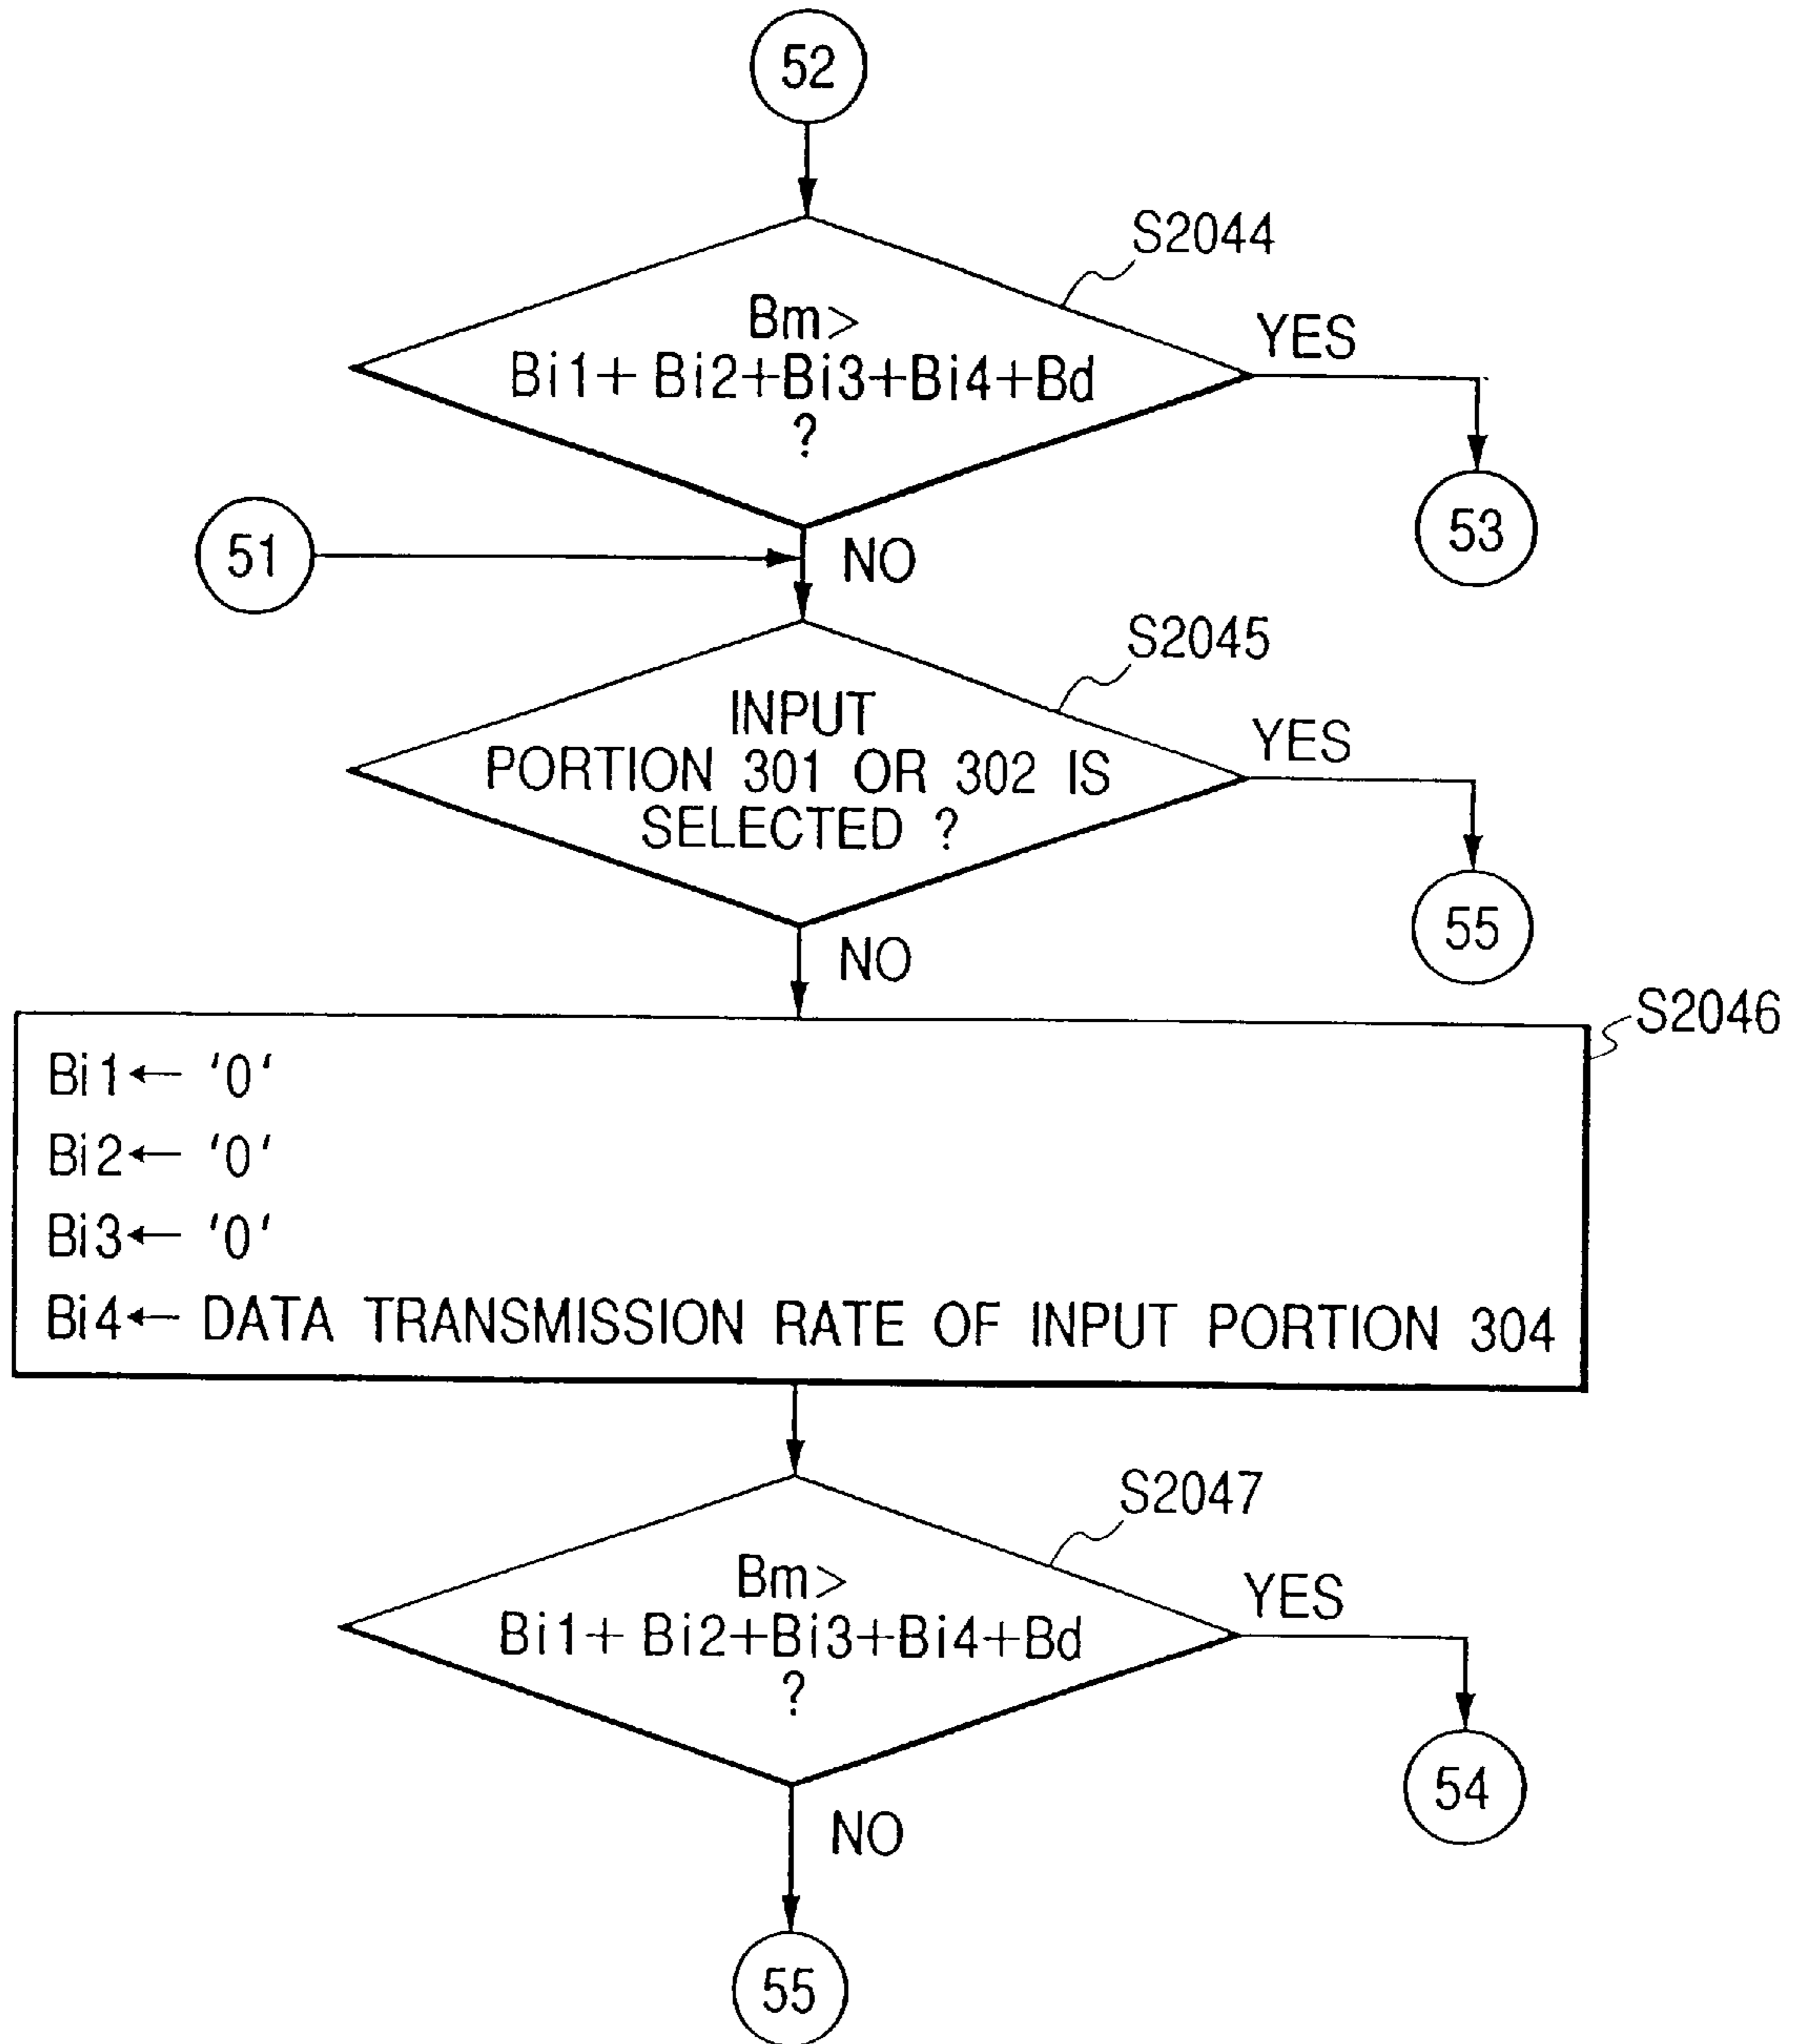 52
S2044
Bm>
Bi1+ Bi2+Bi3+Bi4+Bd
?
YES
53
51
NO
S2045
INPUT
PORTION 301 OR 302 IS
SELECTED ?
YES
55
NO
S2046
Bi1← ‘0‘
Bi2← ‘0‘
Bi3← ‘0‘
Bi4← DATA TRANSMISSION RATE OF INPUT PORTION 304
S2047
Bm>
Bi1+ Bi2+Bi3+Bi4+Bd
?
YES
54
NO
55